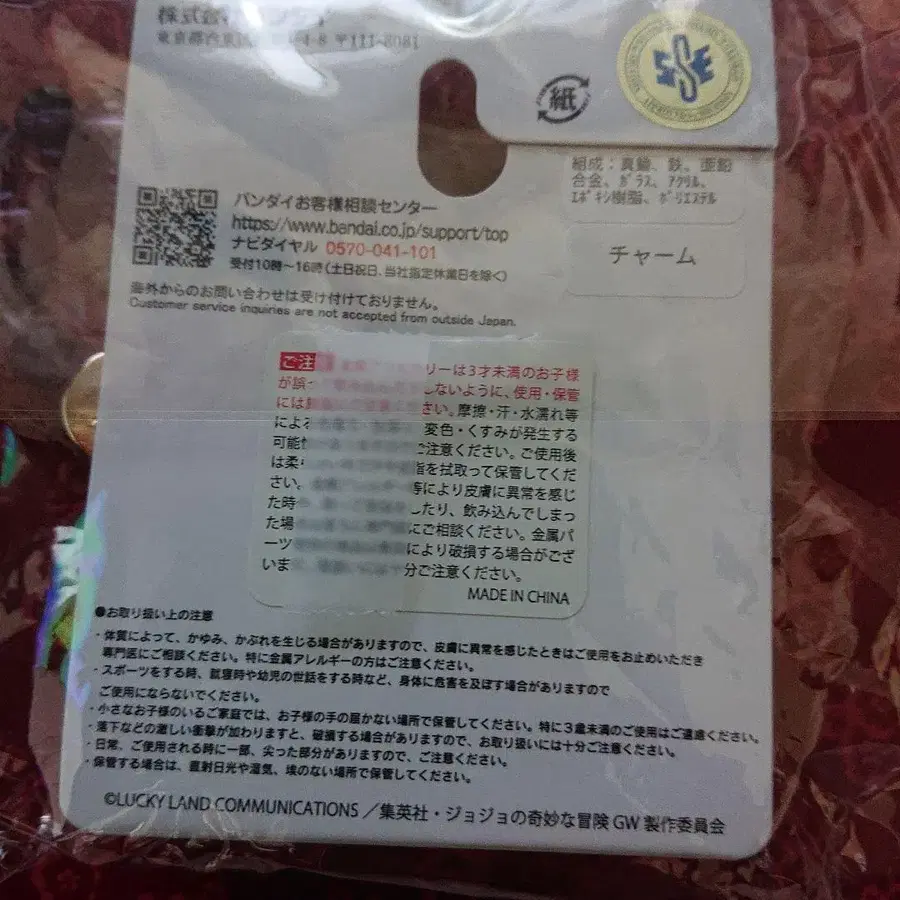 株式会社
東京都台東区 4-8 〒111-8081
紙
SSE
組成：真鍮、鉄、亜鉛
合金、ガラス、アクリル、
エポキシ樹脂、ポリエステル
チャーム
バンダイお客様相談センター
https://www.bandai.co.jp/support/top
ナビダイヤル 0570-041-101
受付10時〜16時（土日祝日、当社指定休業日を除く）
海外からのお問い合わせは受け付けておりません。
Customer service inquiries are not accepted from outside Japan.
ご注 リーは3才未満のお子様
が誤 しないように、使用・保管
には さい。摩擦・汗・水濡れ等
によ 変色・くすみが発生する
可能 ご注意ください。ご使用後
は柔 脂を拭取って保管してくだ
さい。 等により皮膚に異常を感じ
た時 したり、飲み込んでしまっ
た場 にご相談ください。金属パ
ーツ により破損する場合がござ
いま 分ご注意ください。
MADE IN CHINA
●お取り扱い上の注意
・体質によって、かゆみ、かぶれを生じる場合がありますので、皮膚に異常を感じたときはご使用をお止めいただき
専門医にご相談ください。特に金属アレルギーの方はご注意ください。
・スポーツをする時、就寝時や幼児の世話をする時など、身体に危害を及ぼす場合がありますので
ご使用にならないでください。
・小さなお子様のいるご家庭では、お子様の手の届かない場所で保管してください。特に3歳未満のご使用はご遠慮ください。
・落下などの激しい衝撃が加わりますと、破損する場合がありますので、お取り扱いには十分ご注意ください。
・日常、ご使用される時に一部、尖った部分がありますので、ご注意ください。
・保管する場合は、直射日光や湿気、埃のない場所で保管してください。
©LUCKY LAND COMMUNICATIONS／集英社・ジョジョの奇妙な冒険GW製作委員会